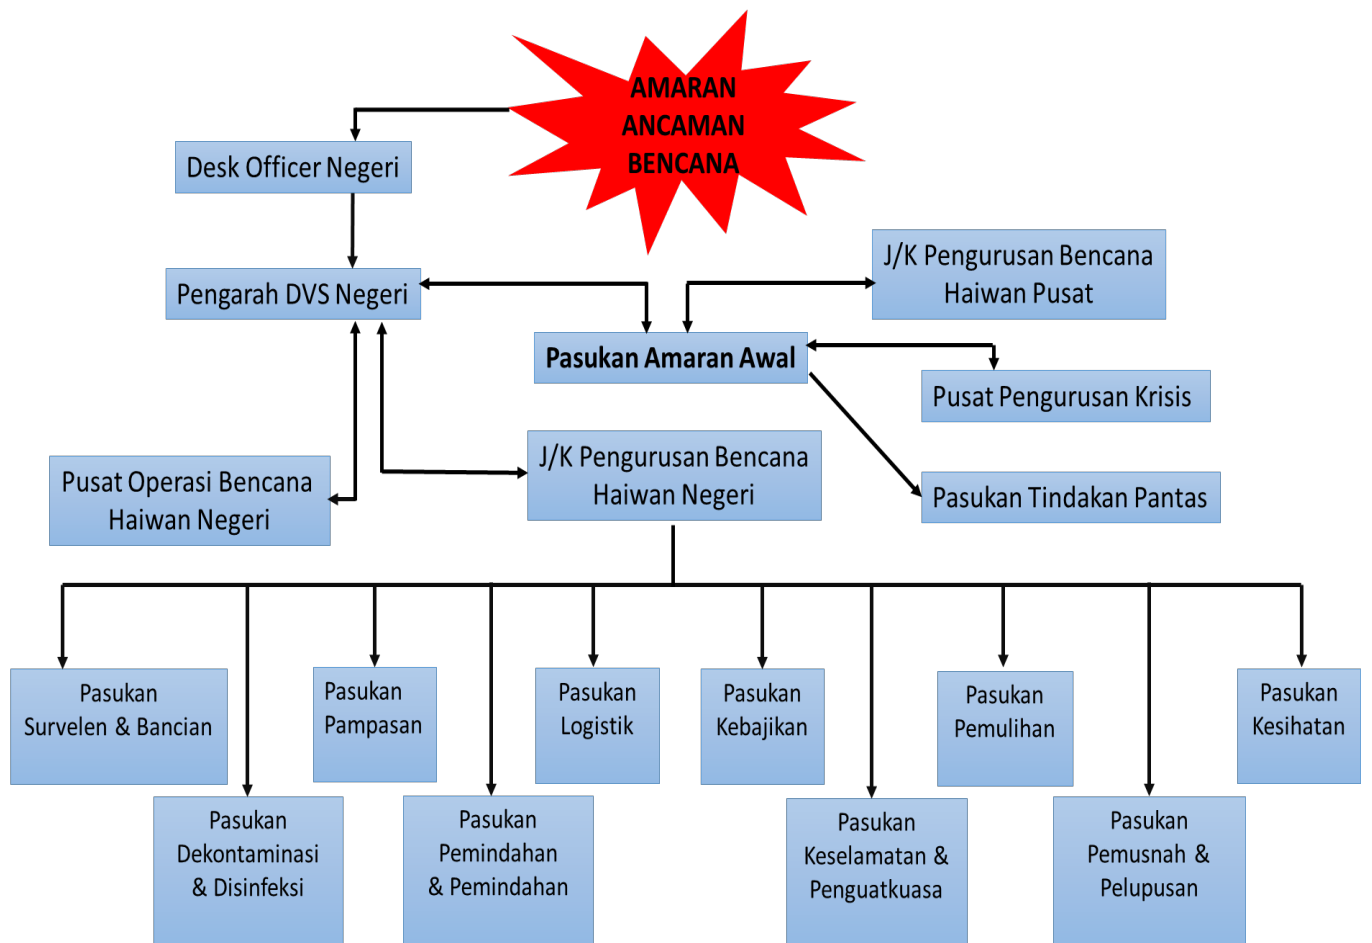 AMARAN
ANCAMAN
BENCANA
Desk Officer Negeri
J/K Pengurusan Bencana
Haiwan Pusat
Pengarah DVS Negeri
Pasukan Amaran Awal
Pusat Pengurusan Krisis
J/K Pengurusan Bencana
Haiwan Negeri
Pusat Operasi Bencana
Haiwan Negeri
Pasukan Tindakan Pantas
Pasukan
Survelen & Bancian
Pasukan
Pampasan
Pasukan
Logistik
Pasukan
Kebajikan
Pasukan
Pemulihan
Pasukan
Kesihatan
Pasukan
Dekontaminasi
& Disinfeksi
Pasukan
Pemindahan
& Pemindahan
Pasukan
Keselamatan &
Penguatkuasa
Pasukan
Pemusnah &
Pelupusan